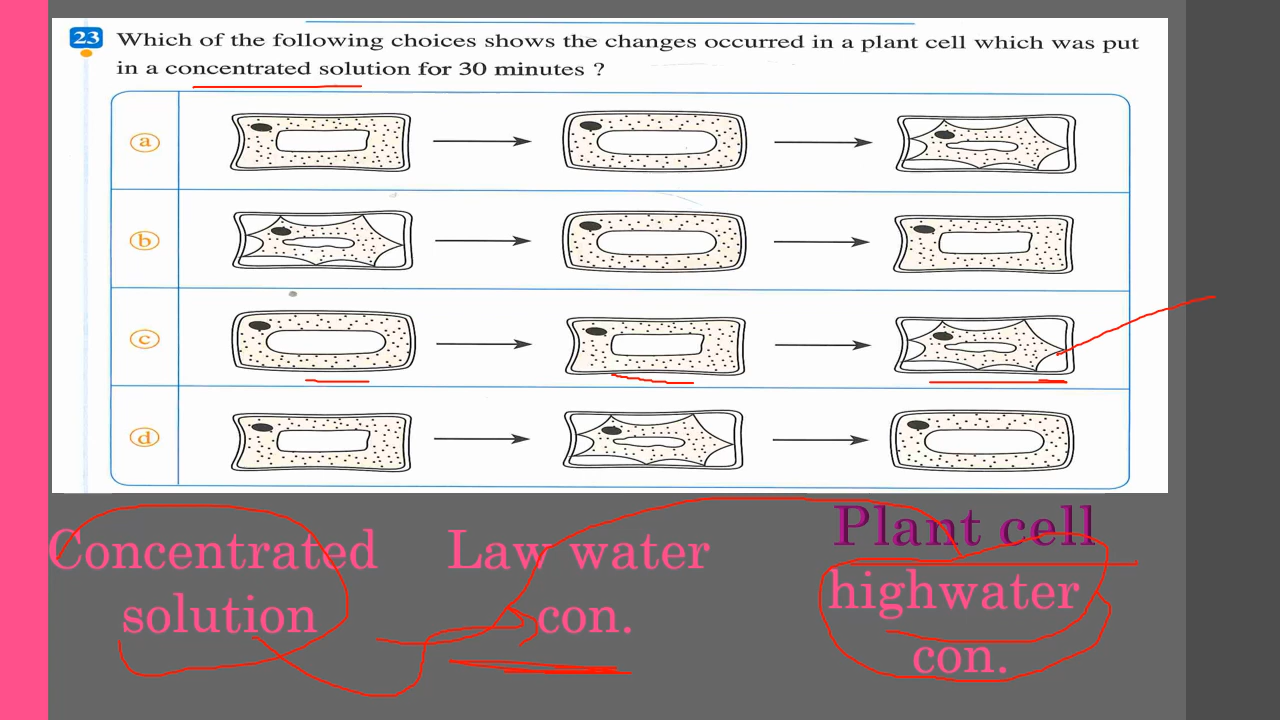 23 Which of the following choices shows the changes occurred in a plant cell which was put
in a concentrated solution for 30 minutes ?
a
b
c
d
Concentrated
solution
Law water
con.
Plant cell
highwater
con.